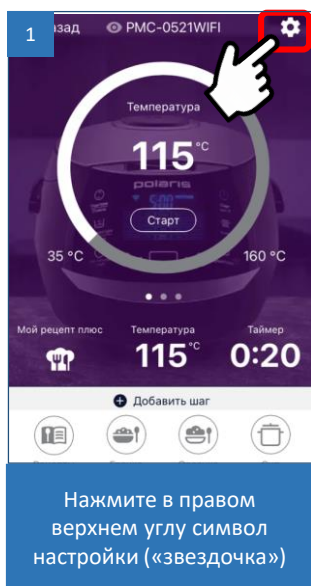 1
PMC-0521WIFI
Температура
115 °C
polaris
Старт
35 °C
160 °C
Мой рецепт плюс
Температура
Таймер
115 °C
0:20
Добавить шаг
Нажмите в правом
верхнем углу символ
настройки («звездочка»)